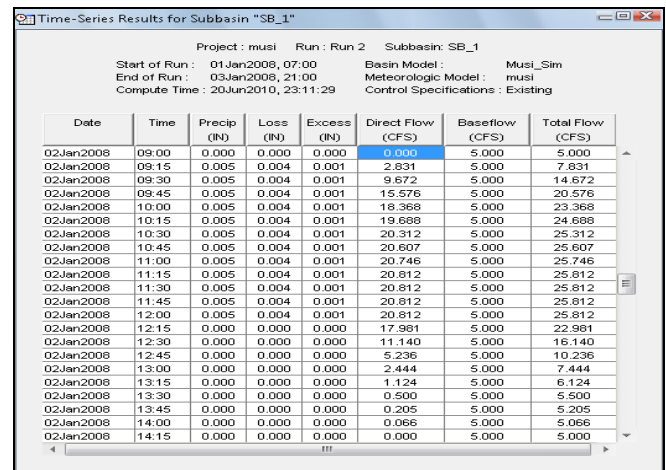 Time-Series Results for Subbasin "SB_1"
Project : musi Run : Run 2 Subbasin: SB_1
Start of Run : 01Jan2008, 07:00 Basin Model : Musi_Sim
End of Run : 03Jan2008, 21:00 Meteorologic Model : musi
Compute Time : 20Jun2010, 23:11:29 Control Specifications : Existing
Date Time Precip Loss Excess Direct Flow Baseflow Total Flow
(IN) (IN) (IN) (CFS) (CFS) (CFS)
02Jan2008 09:00 0.000 0.000 0.000 0.000 5.000 5.000
02Jan2008 09:15 0.005 0.004 0.001 2.831 5.000 7.831
02Jan2008 09:30 0.005 0.004 0.001 9.672 5.000 14.672
02Jan2008 09:45 0.005 0.004 0.001 15.576 5.000 20.576
02Jan2008 10:00 0.005 0.004 0.001 18.368 5.000 23.368
02Jan2008 10:15 0.005 0.004 0.001 19.688 5.000 24.688
02Jan2008 10:30 0.005 0.004 0.001 20.312 5.000 25.312
02Jan2008 10:45 0.005 0.004 0.001 20.607 5.000 25.607
02Jan2008 11:00 0.005 0.004 0.001 20.746 5.000 25.746
02Jan2008 11:15 0.005 0.004 0.001 20.812 5.000 25.812
02Jan2008 11:30 0.005 0.004 0.001 20.812 5.000 25.812
02Jan2008 11:45 0.005 0.004 0.001 20.812 5.000 25.812
02Jan2008 12:00 0.005 0.004 0.001 20.812 5.000 25.812
02Jan2008 12:15 0.000 0.000 0.000 17.981 5.000 22.981
02Jan2008 12:30 0.000 0.000 0.000 11.140 5.000 16.140
02Jan2008 12:45 0.000 0.000 0.000 5.236 5.000 10.236
02Jan2008 13:00 0.000 0.000 0.000 2.444 5.000 7.444
02Jan2008 13:15 0.000 0.000 0.000 1.124 5.000 6.124
02Jan2008 13:30 0.000 0.000 0.000 0.500 5.000 5.500
02Jan2008 13:45 0.000 0.000 0.000 0.205 5.000 5.205
02Jan2008 14:00 0.000 0.000 0.000 0.066 5.000 5.066
02Jan2008 14:15 0.000 0.000 0.000 0.000 5.000 5.000